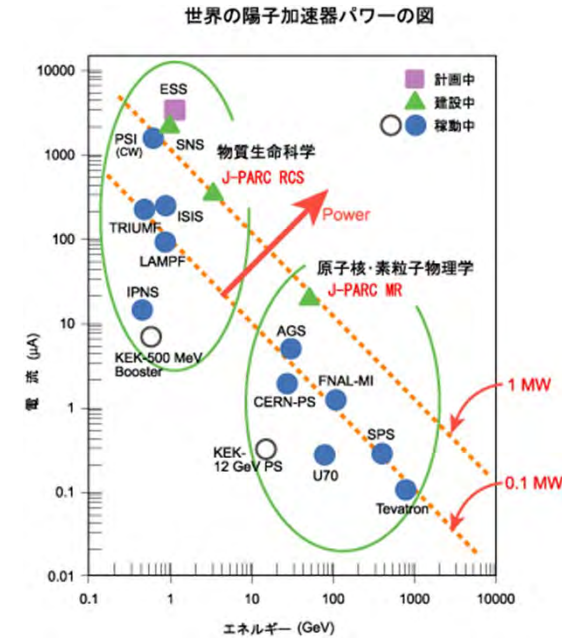 世界の陽子加速器パワーの図
10000
1000
100
10
1
0.1
0.01
電 流 (μA)
0.1
1
10
100
1000
10000
エネルギー (GeV)
計画中
建設中
稼動中
ESS
PSI
(CW)
SNS
物質生命科学
J-PARC RCS
TRIUMF
ISIS
LAMPF
Power
IPNS
KEK-500 MeV
Booster
原子核・素粒子物理学
J-PARC MR
AGS
CERN-PS
FNAL-MI
KEK-
12 GeV PS
U70
SPS
Tevatron
1 MW
0.1 MW